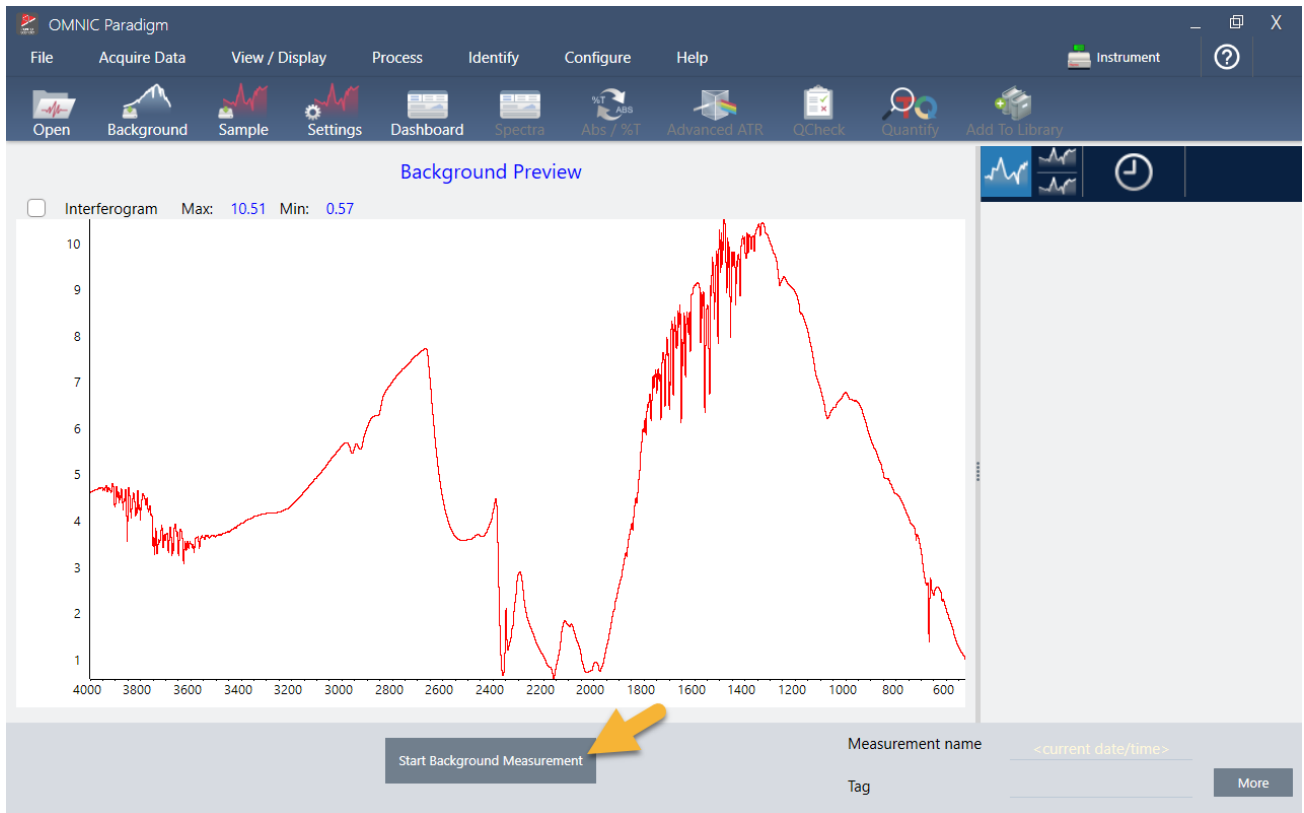 OMNIC Paradigm
File Acquire Data View / Display Process Identify Configure Help Instrument
%T ABS
Open Background Sample Settings Dashboard Spectra Abs / %T Advanced ATR QCheck Quantify Add To Library
Background Preview
Interferogram Max: 10.51 Min: 0.57
10
9
8
7
6
5
4
3
2
1
4000 3800 3600 3400 3200 3000 2800 2600 2400 2200 2000 1800 1600 1400 1200 1000 800 600
Start Background Measurement
Measurement name <current date/time>
Tag
More